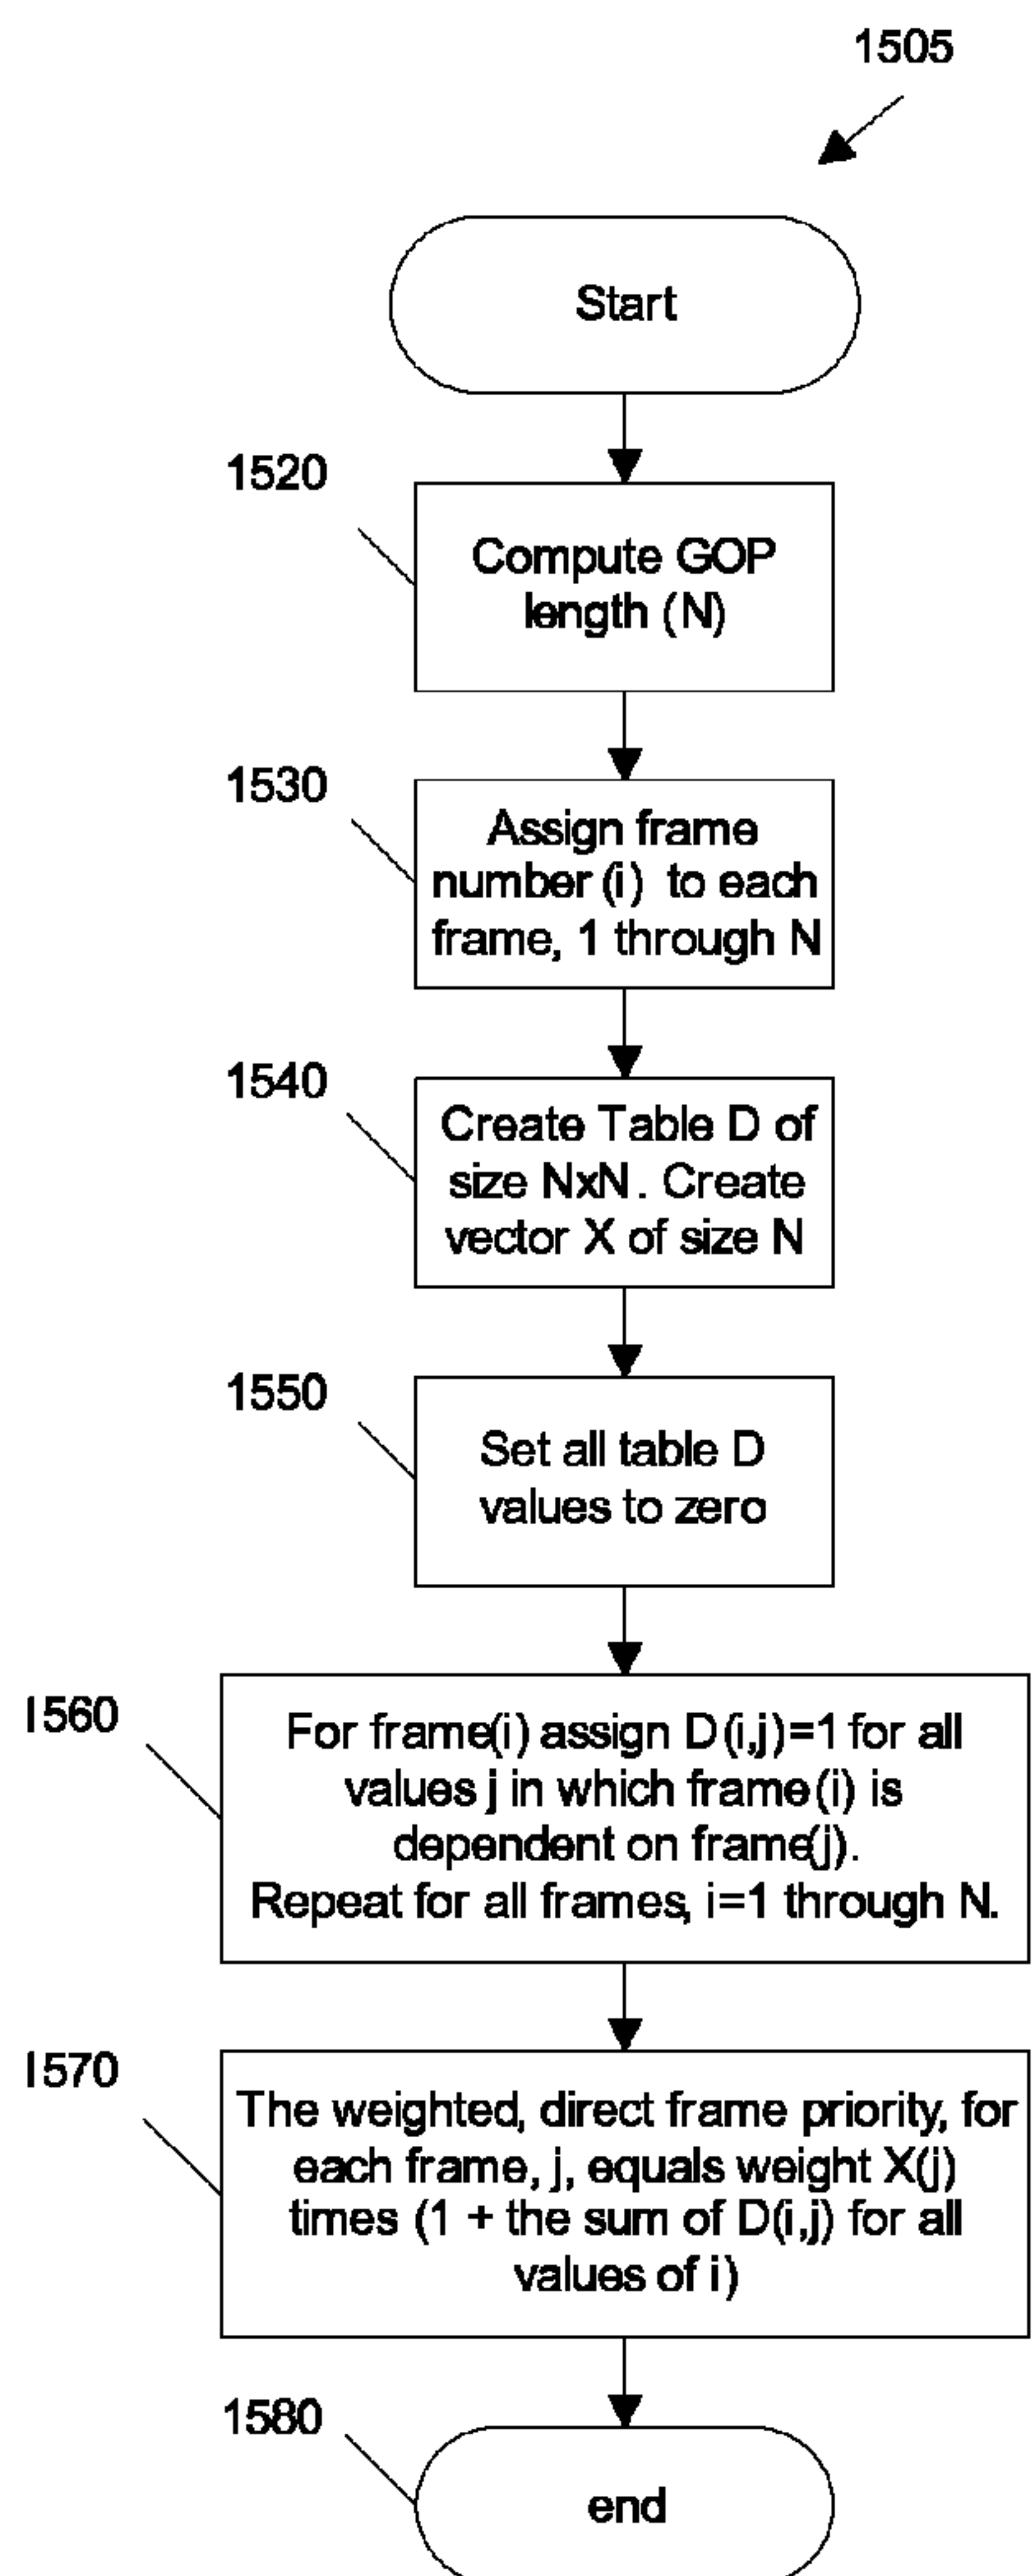 1505
Start
1520
Compute GOP
length (N)
1530
Assign frame
number (i) to each
frame, 1 through N
1540
Create Table D of
size NxN. Create
vector X of size N
1550
Set all table D
values to zero
1560
For frame(i) assign D(i,j)=1 for all
values j in which frame(i) is
dependent on frame(j).
Repeat for all frames, i=1 through N.
1570
The weighted, direct frame priority, for
each frame, j, equals weight X(j)
times (1 + the sum of D(i,j) for all
values of i)
1580
end